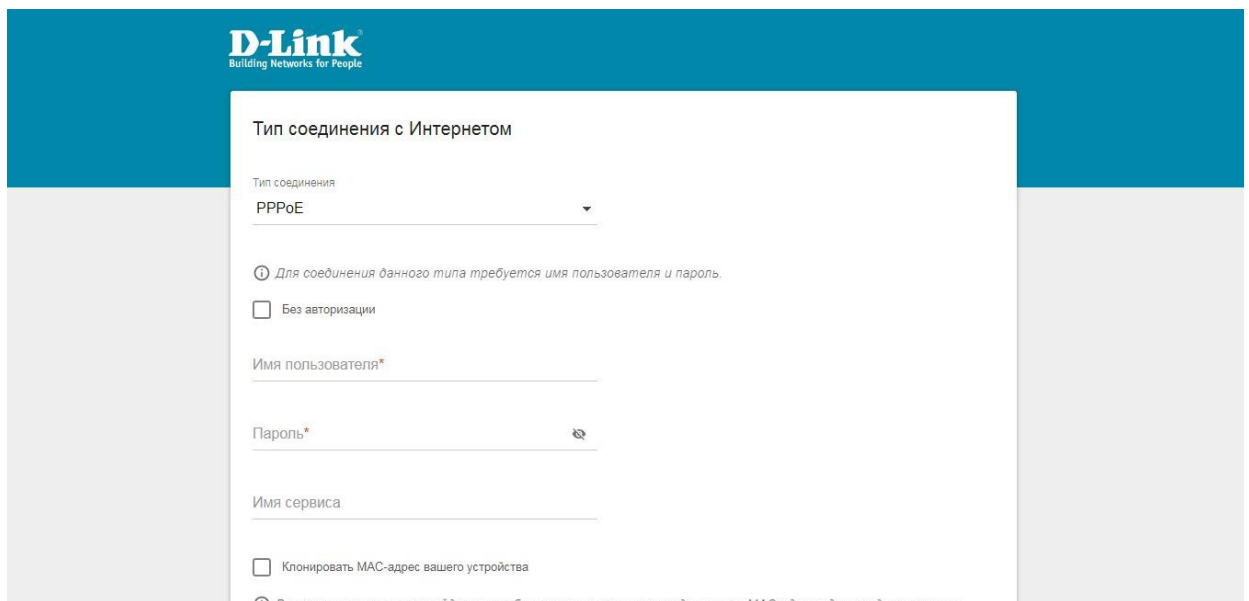 D-Link
Building Networks for People
Тип соединения с Интернетом
Тип соединения
PPPoE
Для соединения данного типа требуется имя пользователя и пароль.
Без авторизации
Имя пользователя*
Пароль*
Имя сервиса
Клонировать MAC-адрес вашего устройства